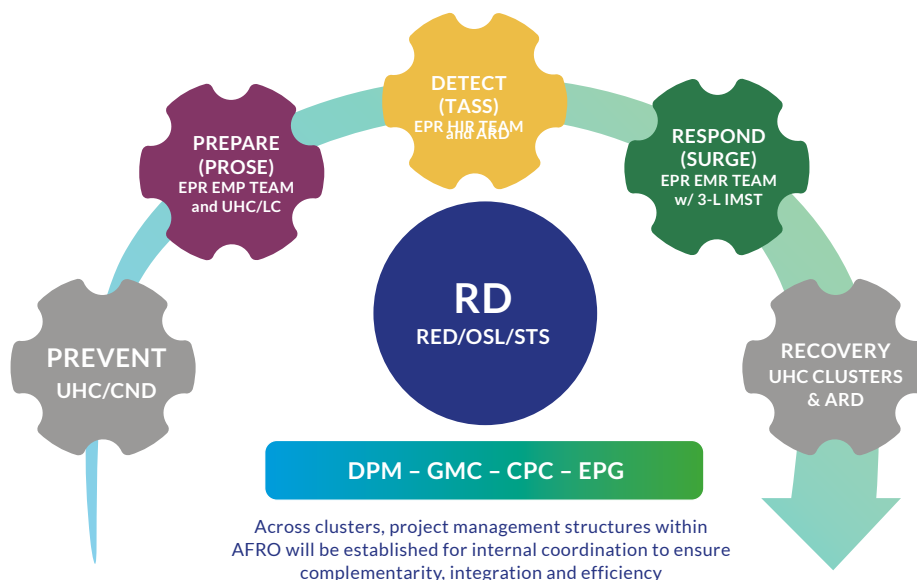 DETECT
(TASS)
EPR HIR TEAM
and ARD
PREPARE
(PROSE)
EPR EMP TEAM
and UHC/LC
RESPOND
(SURGE)
EPR EMR TEAM
w/ 3-L IMST
RD
RED/OSL/STS
PREVENT
UHC/CND
RECOVERY
UHC CLUSTERS
& ARD
DPM – GMC – CPC – EPG
Across clusters, project management structures within
AFRO will be established for internal coordination to ensure
complementarity, integration and efficiency